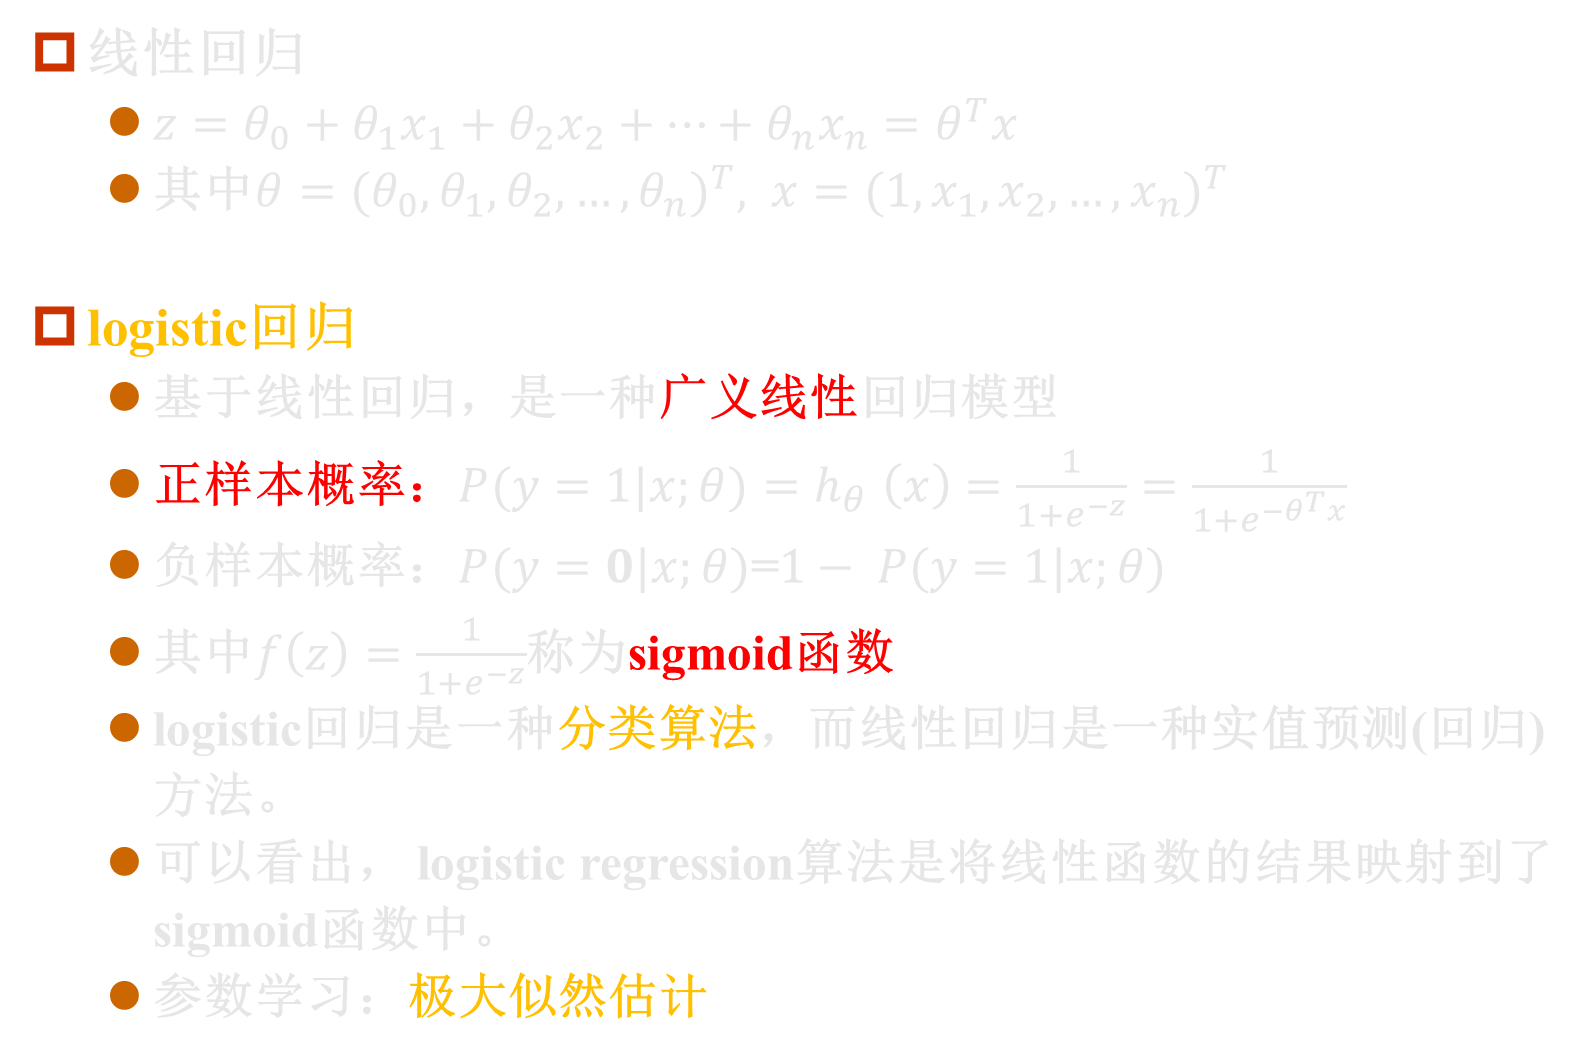 线性回归
z = θ₀ + θ₁x₁ + θ₂x₂ + ⋯ + θₙxₙ = θᵀx
其中θ = (θ₀, θ₁, θ₂, … , θₙ)ᵀ, x = (1, x₁, x₂, … , xₙ)ᵀ
logistic回归
基于线性回归，是一种广义线性回归模型
正样本概率：P(y = 1|x; θ) = h_θ (x) = 1/(1+e^(−z)) = 1/(1+e^(−θᵀx))
负样本概率：P(y = 0|x; θ)=1 − P(y = 1|x; θ)
其中f(z) = 1/(1+e^(−z))称为sigmoid函数
logistic回归是一种分类算法，而线性回归是一种实值预测(回归)
方法。
可以看出， logistic regression算法是将线性函数的结果映射到了
sigmoid函数中。
参数学习：极大似然估计